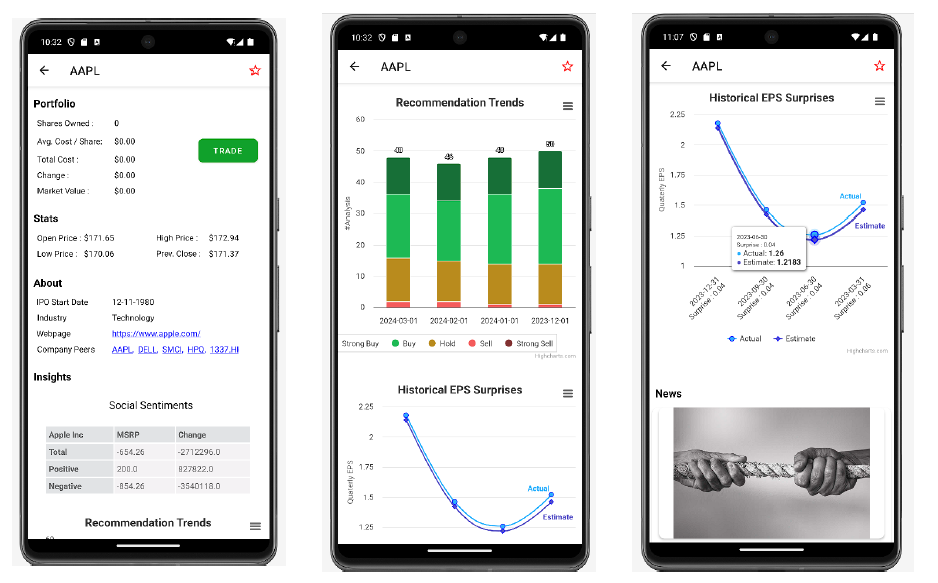 10:32
AAPL
Portfolio
Shares Owned : 0
Avg. Cost / Share: $0.00
Total Cost : $0.00
Change : $0.00
Market Value : $0.00
TRADE
Stats
Open Price : $171.65 High Price : $172.94
Low Price : $170.06 Prev. Close : $171.37
About
IPO Start Date 12-11-1980
Industry Technology
Webpage https://www.apple.com/
Company Peers AAPL, DELL, SMCI, HPQ, 1337.HI
Insights
Social Sentiments
Apple Inc MSRP Change
Total -654.26 -2712296.0
Positive 200.0 827822.0
Negative -854.26 -3540118.0
Recommendation Trends
60
10:32
AAPL
Recommendation Trends
60
50
40
30
20
10
0
#Analysis
2024-03-01 2024-02-01 2024-01-01 2023-12-01
Strong Buy Buy Hold Sell Strong Sell
Highcharts.com
Historical EPS Surprises
2.25
2
1.75
1.5
1.25
Quaterly EPS
Actual
Estimate
11:07
AAPL
Historical EPS Surprises
2.25
2
1.75
1.5
1.25
1
Quaterly EPS
Actual
Estimate
2023-06-30
Surprise : 0.04
Actual: 1.26
Estimate: 1.2183
2023-12-31
Surprise : 0.04
2023-09-30
Surprise : 0.04
2023-06-30
Surprise : 0.04
2023-03-31
Surprise : 0.06
Actual Estimate
Highcharts.com
News